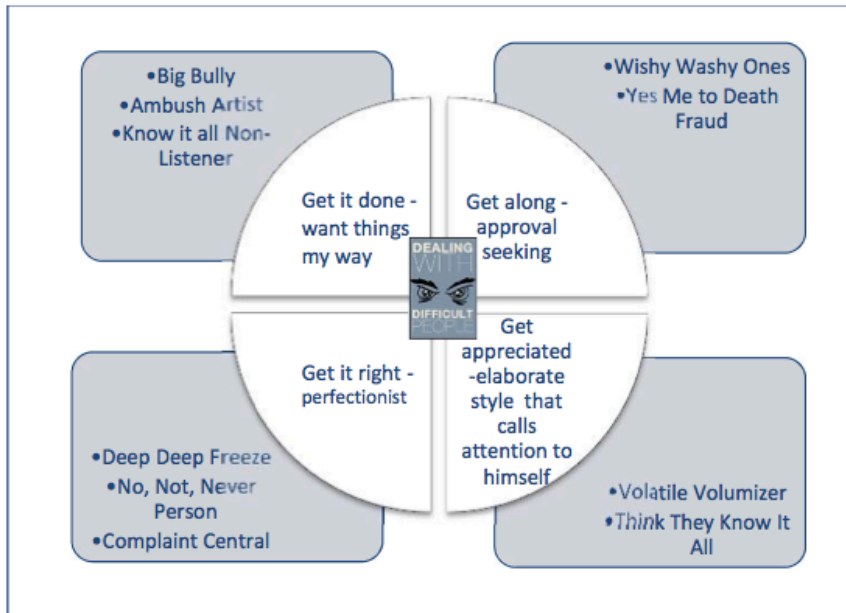 •Big Bully
•Ambush Artist
•Know it all Non-
Listener
•Wishy Washy Ones
•Yes Me to Death
Fraud
Get it done -
want things
my way
Get along -
approval
seeking
DEALING
WITH
DIFFICULT
PEOPLE
Get it right -
perfectionist
Get
appreciated
-elaborate
style that
calls
attention to
himself
•Deep Deep Freeze
•No, Not, Never
Person
•Complaint Central
•Volatile Volumizer
•Think They Know It
All